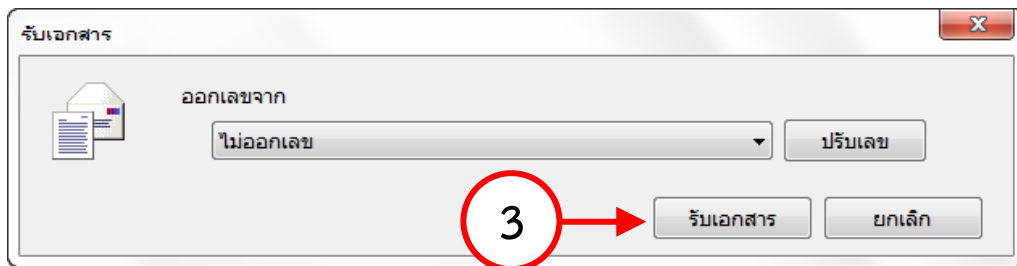 รับเอกสาร
ออกเลขจาก
ไม่ออกเลข
ปรับเลข
3
รับเอกสาร
ยกเลิก